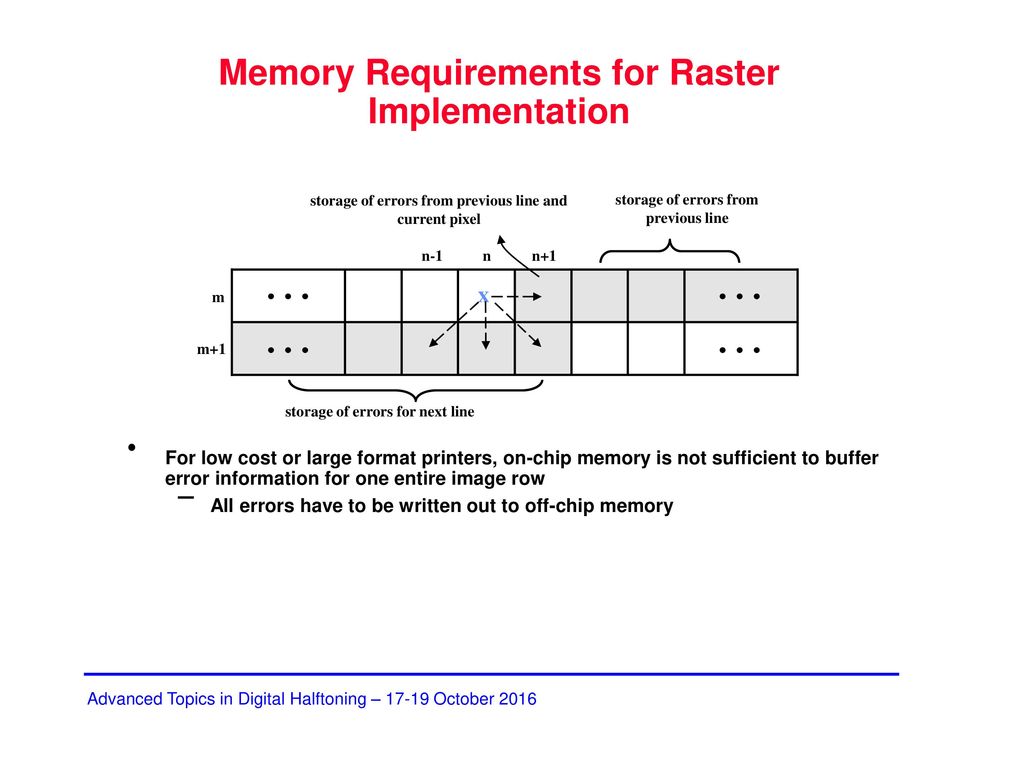 Memory Requirements for Raster
Implementation
storage of errors from previous line and
current pixel
storage of errors from
previous line
n-1 n n+1
m • • • X • • •
m+1 • • • • • •
storage of errors for next line
• For low cost or large format printers, on-chip memory is not sufficient to buffer
error information for one entire image row
– All errors have to be written out to off-chip memory
Advanced Topics in Digital Halftoning – 17-19 October 2016